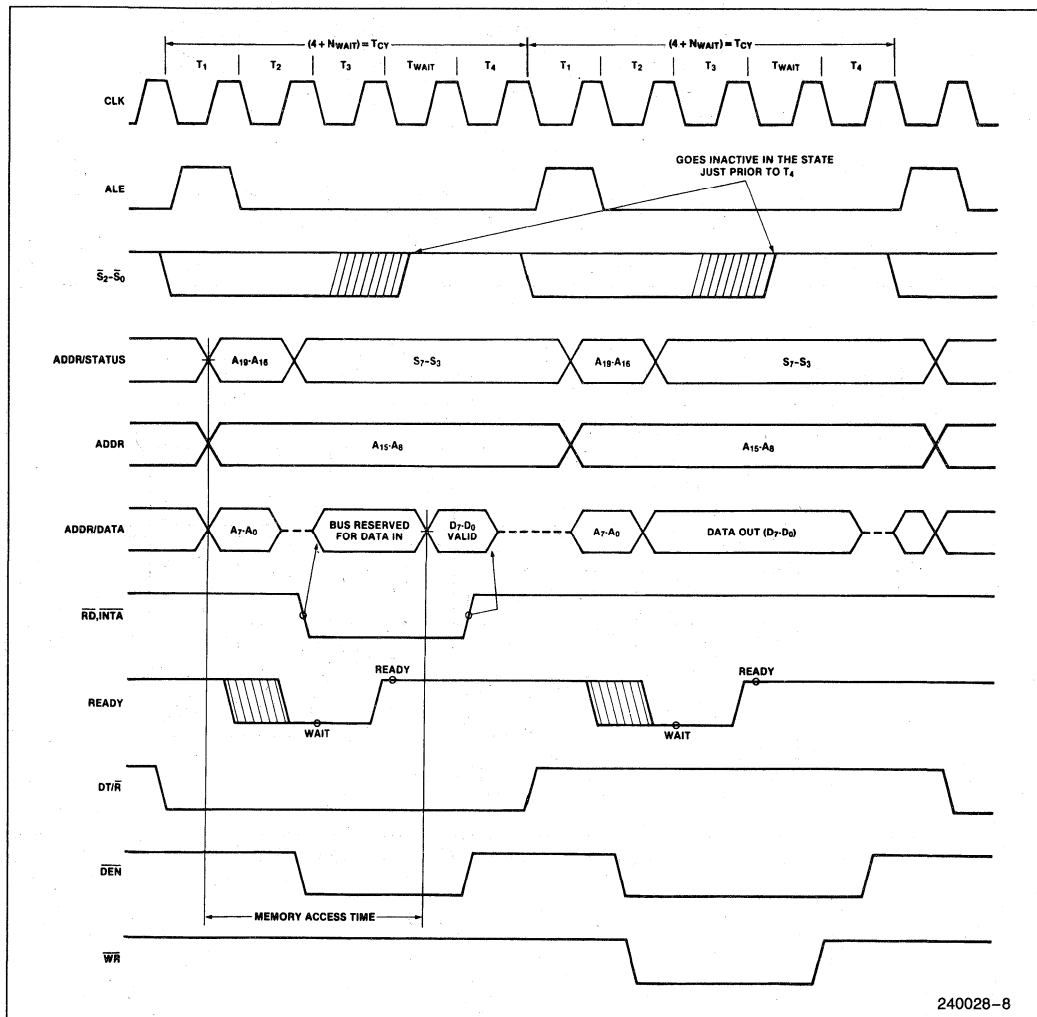 (4 + NWAIT) = TCY (4 + NWAIT) = TCY
T1 T2 T3 TWAIT T4 T1 T2 T3 TWAIT T4
CLK
GOES INACTIVE IN THE STATE
JUST PRIOR TO T4
ALE
S̅2-S̅0
ADDR/STATUS A19-A16 S7-S3 A19-A16 S7-S3
ADDR A15-A8 A15-A8
ADDR/DATA A7-A0 BUS RESERVED
FOR DATA IN D7-D0
VALID A7-A0 DATA OUT (D7-D0)
R̅D̅,I̅N̅T̅A̅
READY READY
READY
WAIT WAIT
DT/R̅
D̅E̅N̅
MEMORY ACCESS TIME
W̅R̅
240028-8